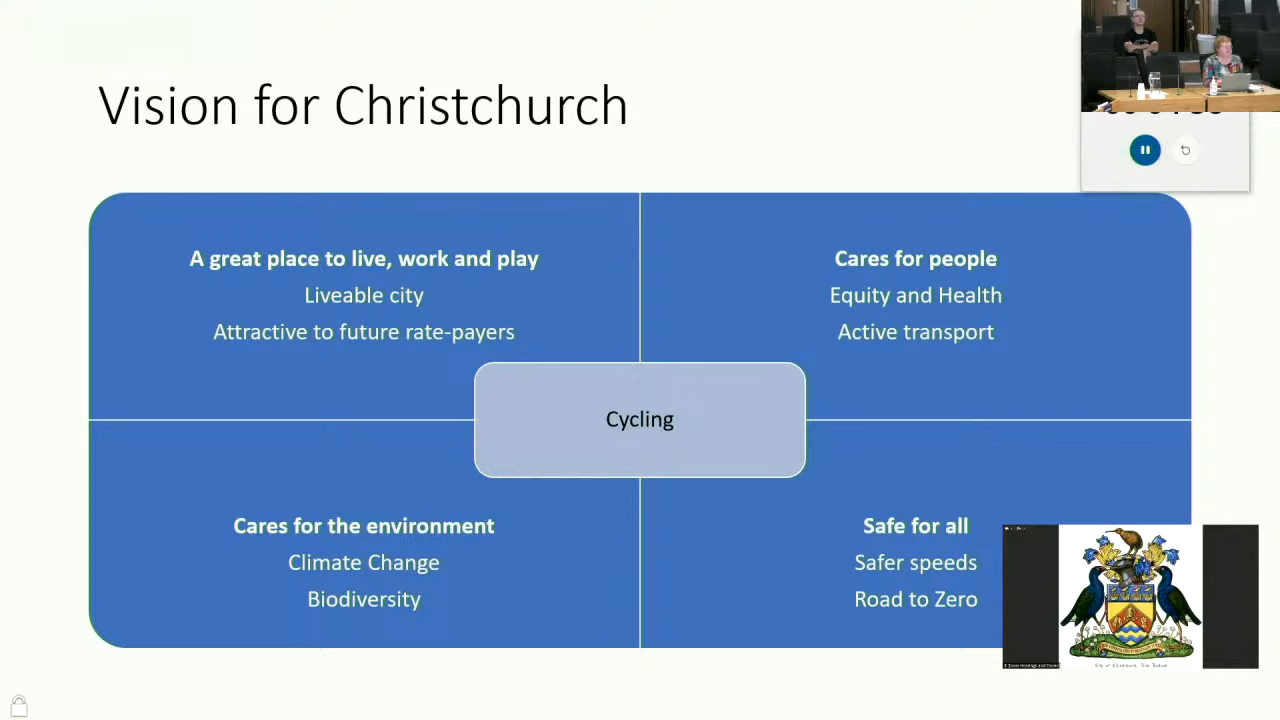 Vision for Christchurch
A great place to live, work and play
Liveable city
Attractive to future rate-payers
Cares for people
Equity and Health
Active transport
Cycling
Cares for the environment
Climate Change
Biodiversity
Safe for all
Safer speeds
Road to Zero